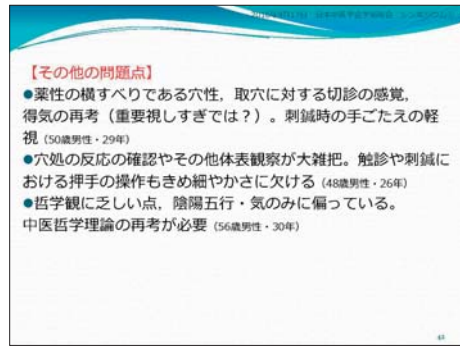 【その他の問題点】
●薬性の横すべりである穴性，取穴に対する切診の感覚，
得気の再考（重要視しすぎでは？）。刺鍼時の手ごたえの軽
視（50歳男性・29年）
●穴処の反応の確認やその他体表観察が大雑把。触診や刺鍼に
おける押手の操作もきめ細やかさに欠ける（48歳男性・26年）
●哲学観に乏しい点，陰陽五行・気のみに偏っている。
中医哲学理論の再考が必要（56歳男性・30年）